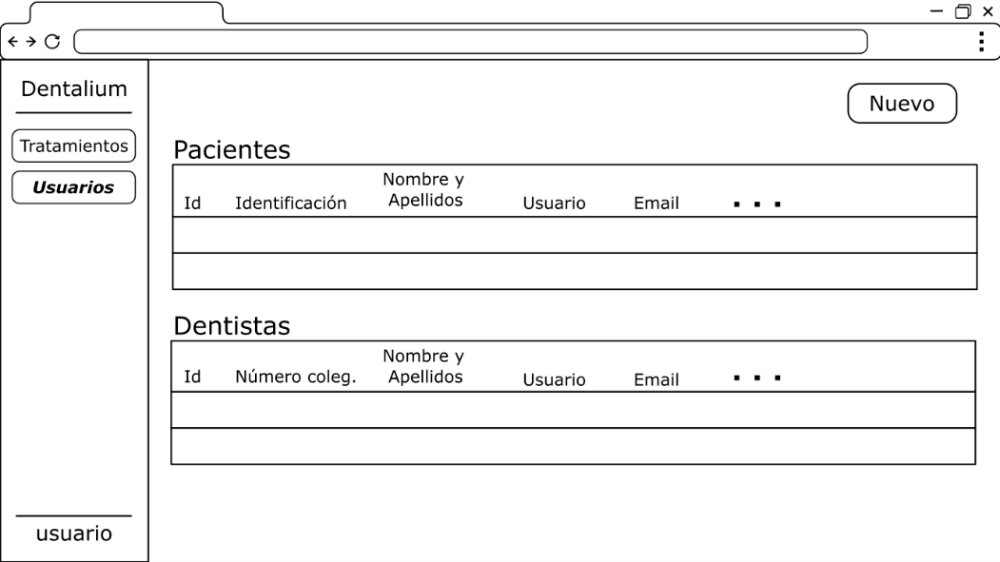 Dentalium
Tratamientos
Usuarios
usuario
Nuevo
Pacientes
Id Identificación Nombre y Apellidos Usuario Email ...
Dentistas
Id Número coleg. Nombre y Apellidos Usuario Email ...